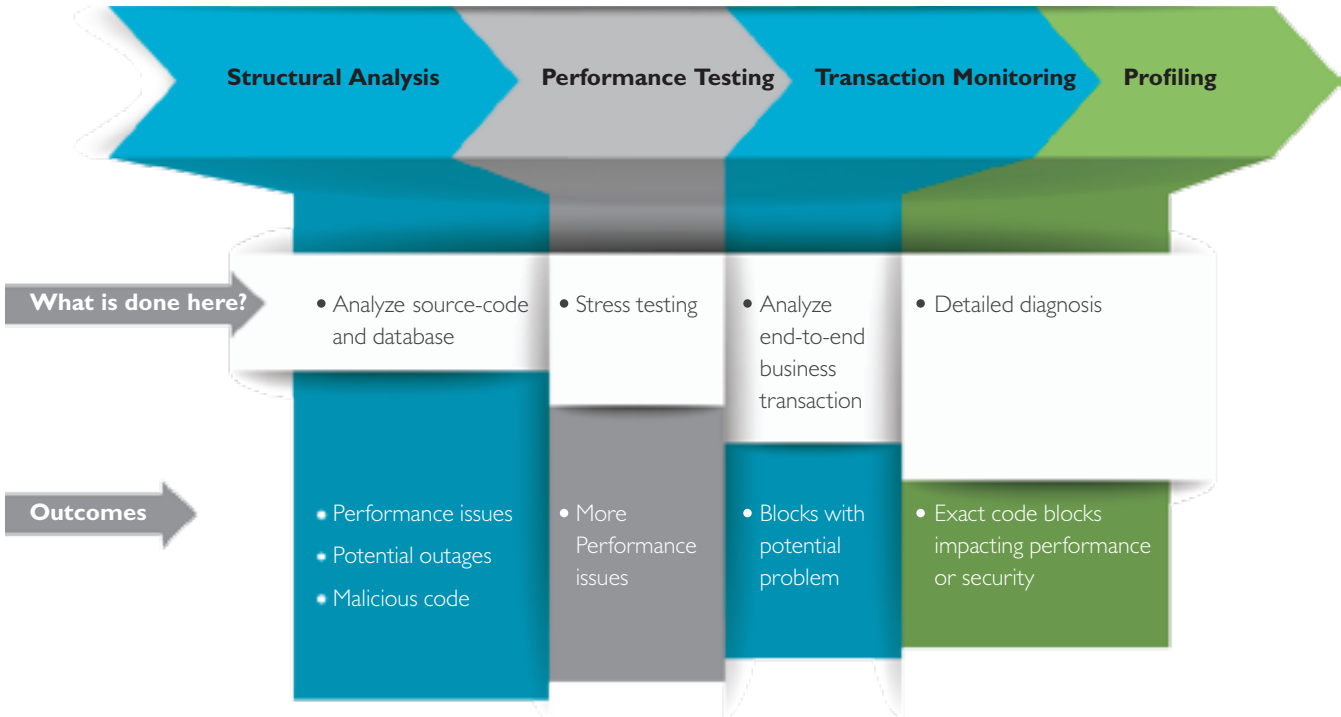 Structural Analysis
Performance Testing
Transaction Monitoring
Profiling
What is done here?
• Analyze source-code
and database
• Stress testing
• Analyze
end-to-end
business
transaction
• Detailed diagnosis
Outcomes
• Performance issues
• Potential outages
• Malicious code
• More
Performance
issues
• Blocks with
potential
problem
• Exact code blocks
impacting performance
or security